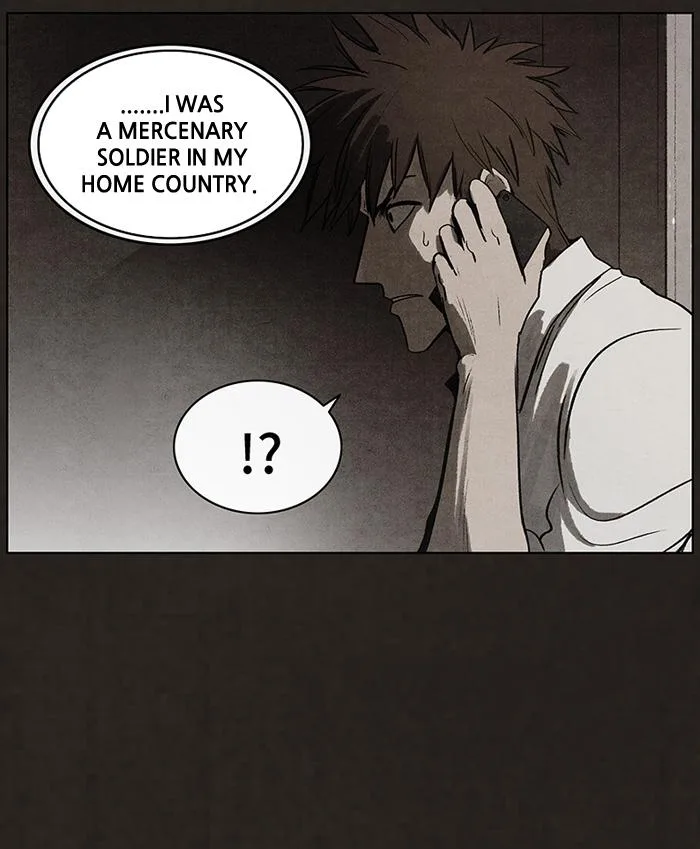 .......I WAS
A MERCENARY
SOLDIER IN MY
HOME COUNTRY.
!?